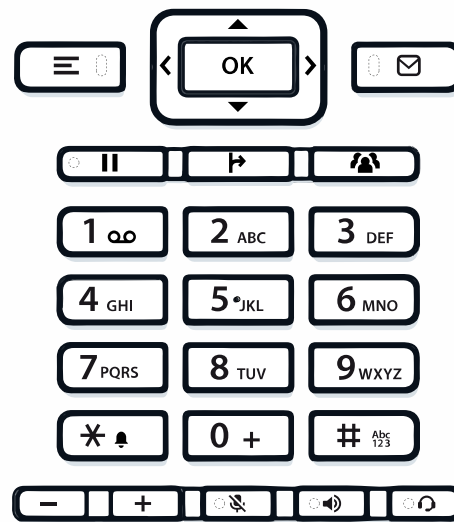 OK
1 2 ABC 3 DEF
4 GHI 5 JKL 6 MNO
7 PQRS 8 TUV 9 WXYZ
* 0 + # Abc 123
- +